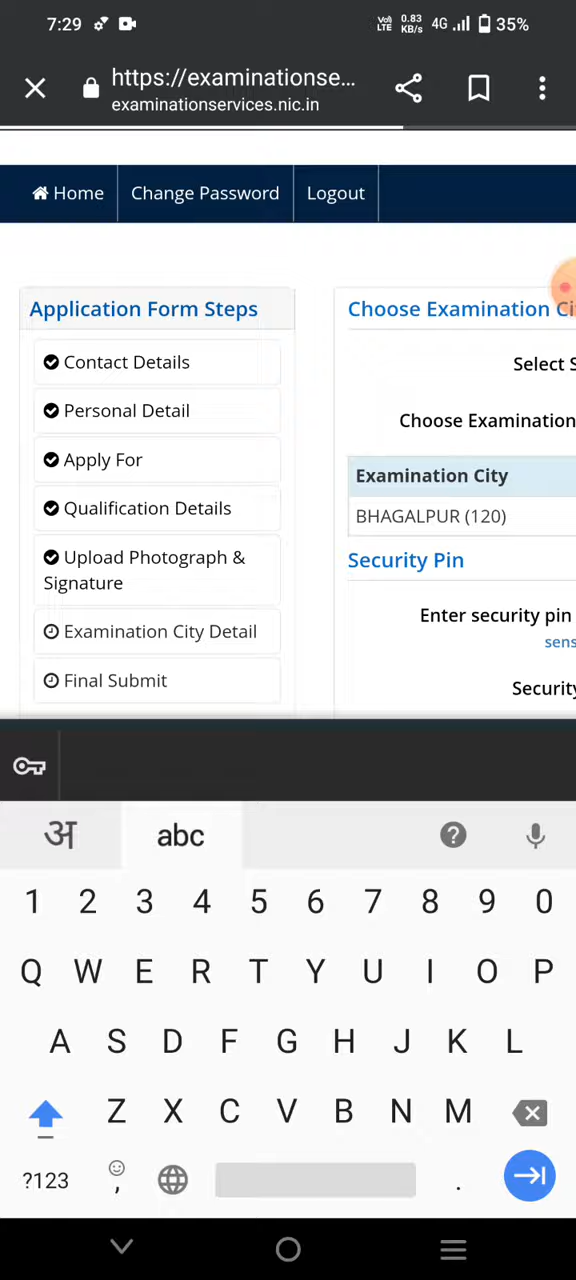 7:29 Vo) LTE 0.83 KB/s 4G 35%
https://examinationse...
examinationservices.nic.in
Home Change Password Logout
Application Form Steps
Contact Details
Personal Detail
Apply For
Qualification Details
Upload Photograph &
Signature
Examination City Detail
Final Submit
Choose Examination Ci
Select S
Choose Examination
Examination City
BHAGALPUR (120)
Security Pin
Enter security pin
sens
Security
अ abc
1 2 3 4 5 6 7 8 9 0
Q W E R T Y U I O P
A S D F G H J K L
Z X C V B N M
?123 , .